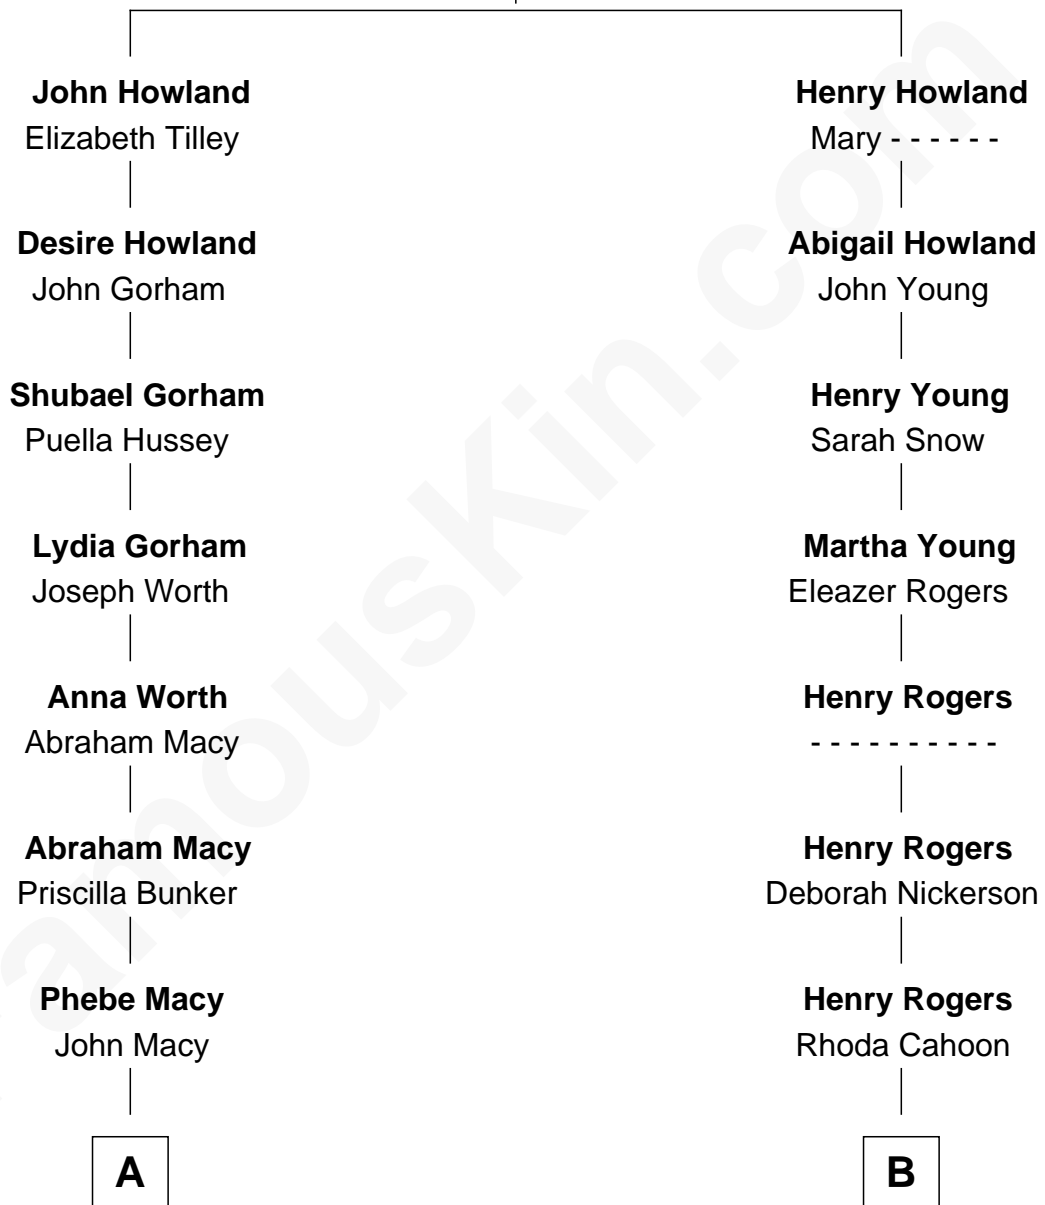 John Howland
Elizabeth Tilley
Desire Howland
John Gorham
Shubael Gorham
Puella Hussey
Lydia Gorham
Joseph Worth
Anna Worth
Abraham Macy
Abraham Macy
Priscilla Bunker
Phebe Macy
John Macy
A
Henry Howland
Mary - - - - - -
Abigail Howland
John Young
Henry Young
Sarah Snow
Martha Young
Eleazer Rogers
Henry Rogers
- - - - - - - - - -
Henry Rogers
Deborah Nickerson
Henry Rogers
Rhoda Cahoon
B
amouskin.com